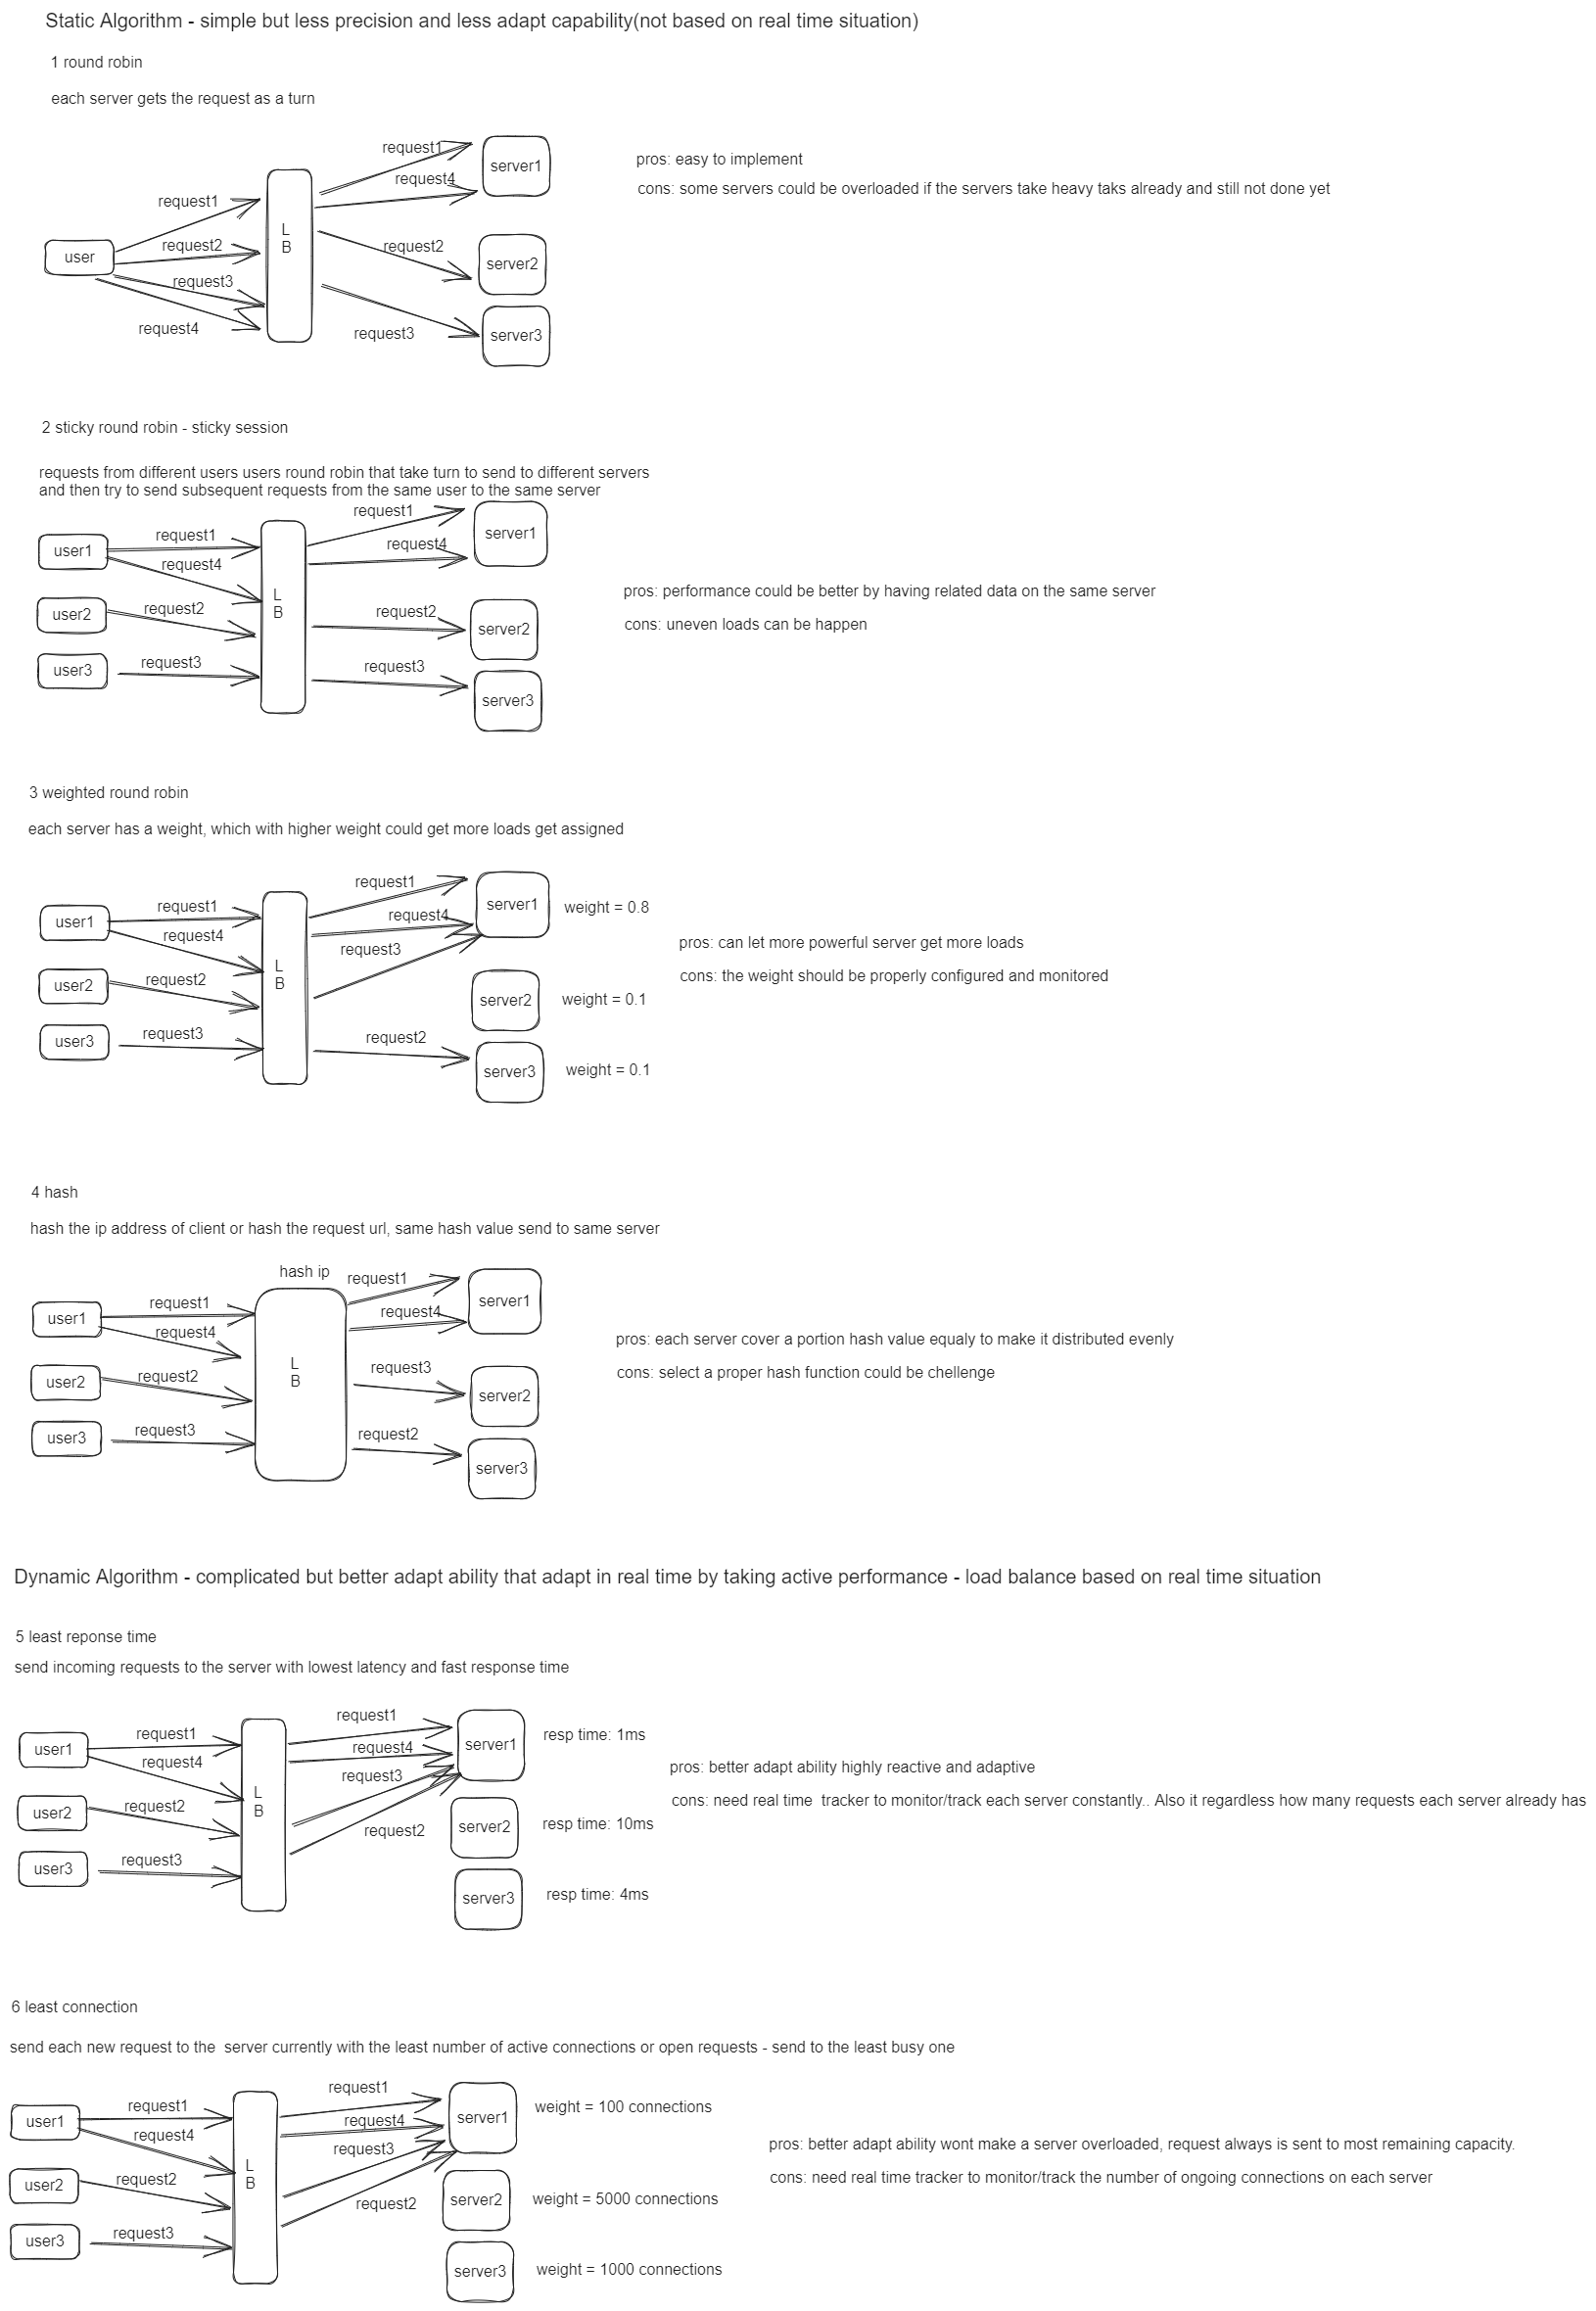 Static Algorithm - simple but less precision and less adapt capability(not based on real time situation)
1 round robin
each server gets the request as a turn
request1
server1
pros: easy to implement
request4
cons: some servers could be overloaded if the servers take heavy taks already and still not done yet
request1
L
B
request2
request2
user
server2
request3
request4
request3
server3
2 sticky round robin - sticky session
requests from different users users round robin that take turn to send to different servers
and then try to send subsequent requests from the same user to the same server
request1
request1
server1
user1
request4
request4
L
B
pros: performance could be better by having related data on the same server
user2
request2
request2
server2
cons: uneven loads can be happen
user3
request3
request3
server3
3 weighted round robin
each server has a weight, which with higher weight could get more loads get assigned
request1
request1
server1
weight = 0.8
user1
request4
request4
request3
pros: can let more powerful server get more loads
L
B
cons: the weight should be properly configured and monitored
user2
request2
server2
weight = 0.1
user3
request3
request2
server3
weight = 0.1
4 hash
hash the ip address of client or hash the request url, same hash value send to same server
hash ip
request1
request1
server1
user1
request4
request4
pros: each server cover a portion hash value equaly to make it distributed evenly
L
B
request3
cons: select a proper hash function could be chellenge
user2
request2
server2
user3
request3
request2
server3
Dynamic Algorithm - complicated but better adapt ability that adapt in real time by taking active performance - load balance based on real time situation
5 least reponse time
send incoming requests to the server with lowest latency and fast response time
request1
request1
server1
resp time: 1ms
user1
request4
request4
request3
pros: better adapt ability highly reactive and adaptive
L
B
cons: need real time  tracker to monitor/track each server constantly.. Also it regardless how many requests each server already has
user2
request2
request2
server2
resp time: 10ms
user3
request3
server3
resp time: 4ms
6 least connection
send each new request to the  server currently with the least number of active connections or open requests - send to the least busy one
request1
request1
server1
weight = 100 connections
user1
request4
request4
request3
pros: better adapt ability wont make a server overloaded, request always is sent to most remaining capacity.
L
B
cons: need real time tracker to monitor/track the number of ongoing connections on each server
user2
request2
request2
server2
weight = 5000 connections
user3
request3
server3
weight = 1000 connections